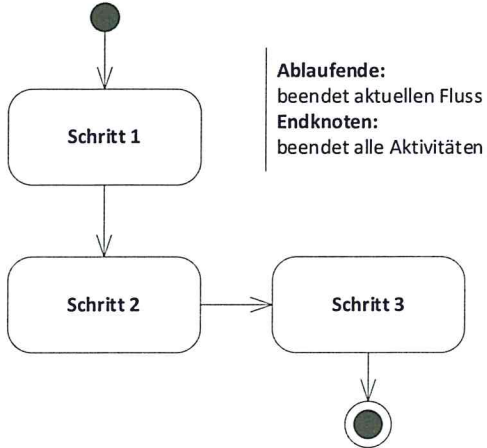 Ablaufende:
beendet aktuellen Fluss
Endknoten:
beendet alle Aktivitäten
Schritt 1
Schritt 2
Schritt 3